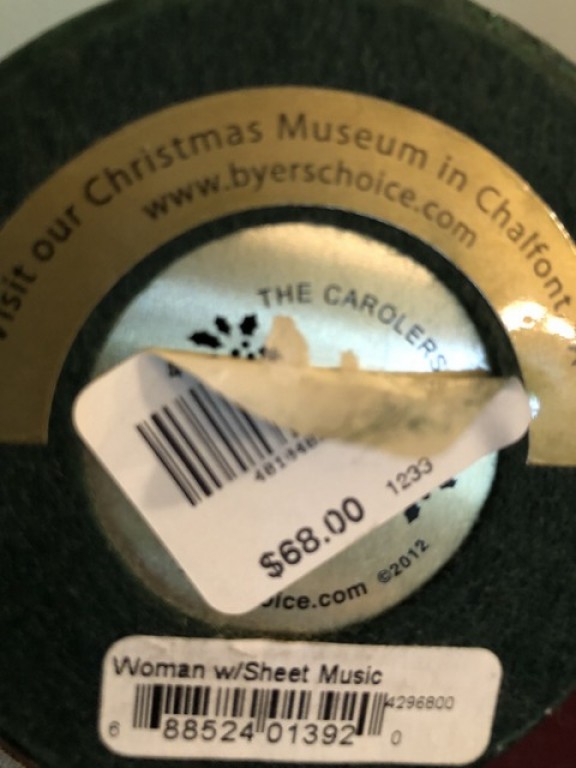 Visit our Christmas Museum in Chalfont
www.byerschoice.com
THE CAROLERS
$68.00 1233
oice.com ©2012
Woman w/Sheet Music
4296800
6 88524 01392 0